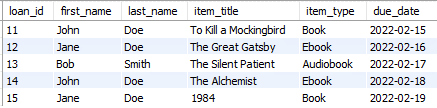 loan_id first_name last_name item_title item_type due_date
11 John Doe To Kill a Mockingbird Book 2022-02-15
12 Jane Doe The Great Gatsby Ebook 2022-02-16
13 Bob Smith The Silent Patient Audiobook 2022-02-17
14 John Doe The Alchemist Ebook 2022-02-18
15 Jane Doe 1984 Book 2022-02-19